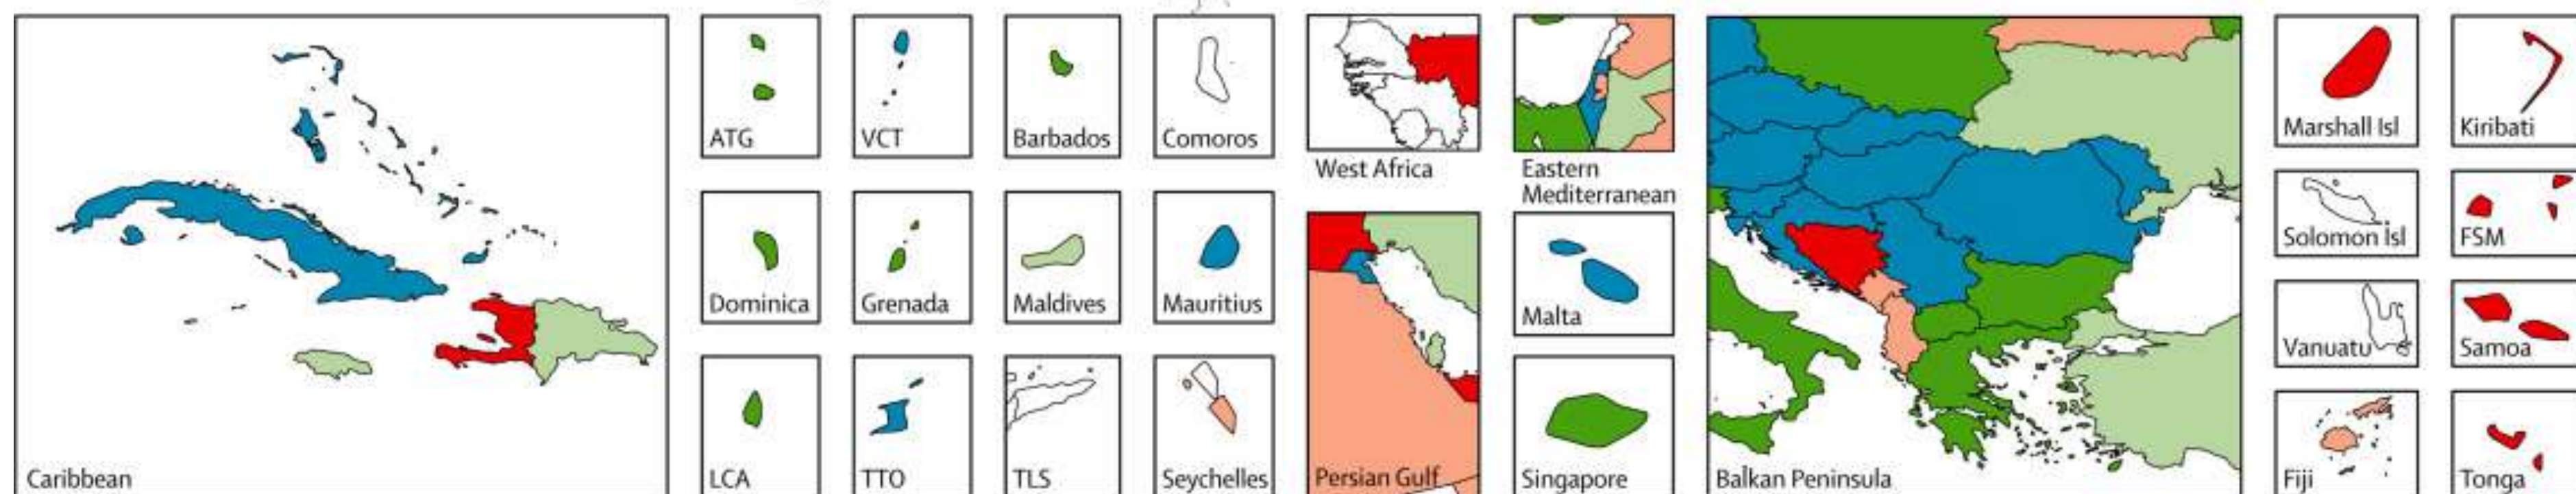 Caribbean
ATG
VCT
Barbados
Comoros
Dominica
Grenada
Maldives
Mauritius
LCA
TTO
TLS
Seychelles
West Africa
Eastern
Mediterranean
Persian Gulf
Malta
Singapore
Balkan Peninsula
Marshall Isl
Kiribati
Solomon Isl
FSM
Vanuatu
Samoa
Fiji
Tonga